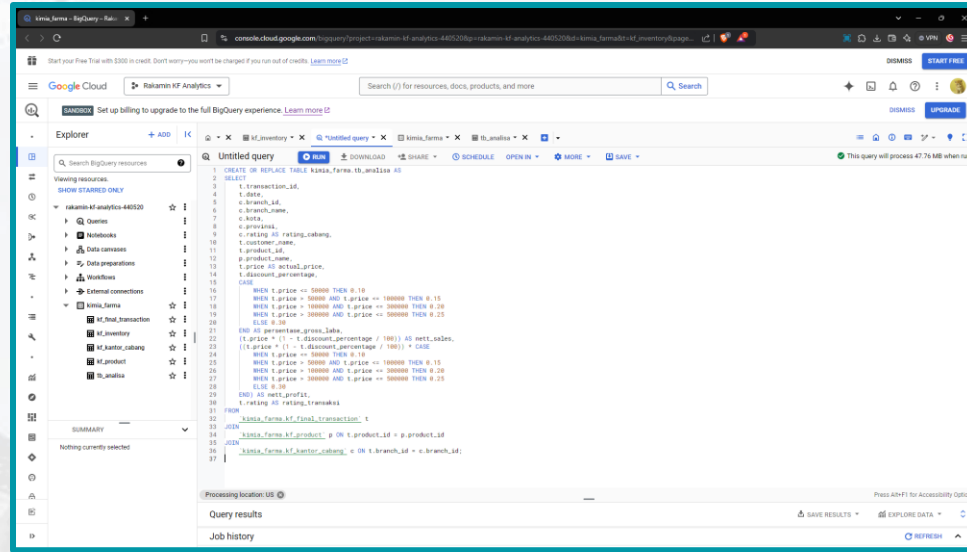 kimia_farma – BigQuery – Rakam
console.cloud.google.com/bigquery?project=rakamin-kf-analytics-440520&p=rakamin-kf-analytics-440520&d=kimia_farma&t=kf_inventory&page...
VPN
Start your Free Trial with $300 in credit. Don't worry—you won't be charged if you run out of credits. Learn more
DISMISS START FREE
Google Cloud Rakamin KF Analytics Search (/) for resources, docs, products, and more Search
SANDBOX Set up billing to upgrade to the full BigQuery experience. Learn more DISMISS UPGRADE
Explorer + ADD
kf_inventory *Untitled query kimia_farma tb_analisa
Search BigQuery resources
Viewing resources.
SHOW STARRED ONLY
rakamin-kf-analytics-440520
Queries
Notebooks
Data canvases
Data preparations
Workflows
External connections
kimia_farma
kf_final_transaction
kf_inventory
kf_kantor_cabang
kf_product
tb_analisa
SUMMARY
Nothing currently selected
Untitled query RUN DOWNLOAD SHARE SCHEDULE OPEN IN MORE SAVE This query will process 47.76 MB when ru
1 CREATE OR REPLACE TABLE kimia_farma.tb_analisa AS
2 SELECT
3 t.transaction_id,
4 t.date,
5 c.branch_id,
6 c.branch_name,
7 c.kota,
8 c.provinsi,
9 c.rating AS rating_cabang,
10 t.customer_name,
11 t.product_id,
12 p.product_name,
13 t.price AS actual_price,
14 t.discount_percentage,
15 CASE
16 WHEN t.price <= 50000 THEN 0.10
17 WHEN t.price > 50000 AND t.price <= 100000 THEN 0.15
18 WHEN t.price > 100000 AND t.price <= 300000 THEN 0.20
19 WHEN t.price > 300000 AND t.price <= 500000 THEN 0.25
20 ELSE 0.30
21 END AS persentase_gross_laba,
22 (t.price * (1 - t.discount_percentage / 100)) AS nett_sales,
23 ((t.price * (1 - t.discount_percentage / 100)) * CASE
24 WHEN t.price <= 50000 THEN 0.10
25 WHEN t.price > 50000 AND t.price <= 100000 THEN 0.15
26 WHEN t.price > 100000 AND t.price <= 300000 THEN 0.20
27 WHEN t.price > 300000 AND t.price <= 500000 THEN 0.25
28 ELSE 0.30
29 END) AS nett_profit,
30 t.rating AS rating_transaksi
31 FROM
32 `kimia_farma.kf_final_transaction` t
33 JOIN
34 `kimia_farma.kf_product` p ON t.product_id = p.product_id
35 JOIN
36 `kimia_farma.kf_kantor_cabang` c ON t.branch_id = c.branch_id;
37
Processing location: US Press Alt+F1 for Accessibility Optio
Query results SAVE RESULTS EXPLORE DATA
Job history REFRESH